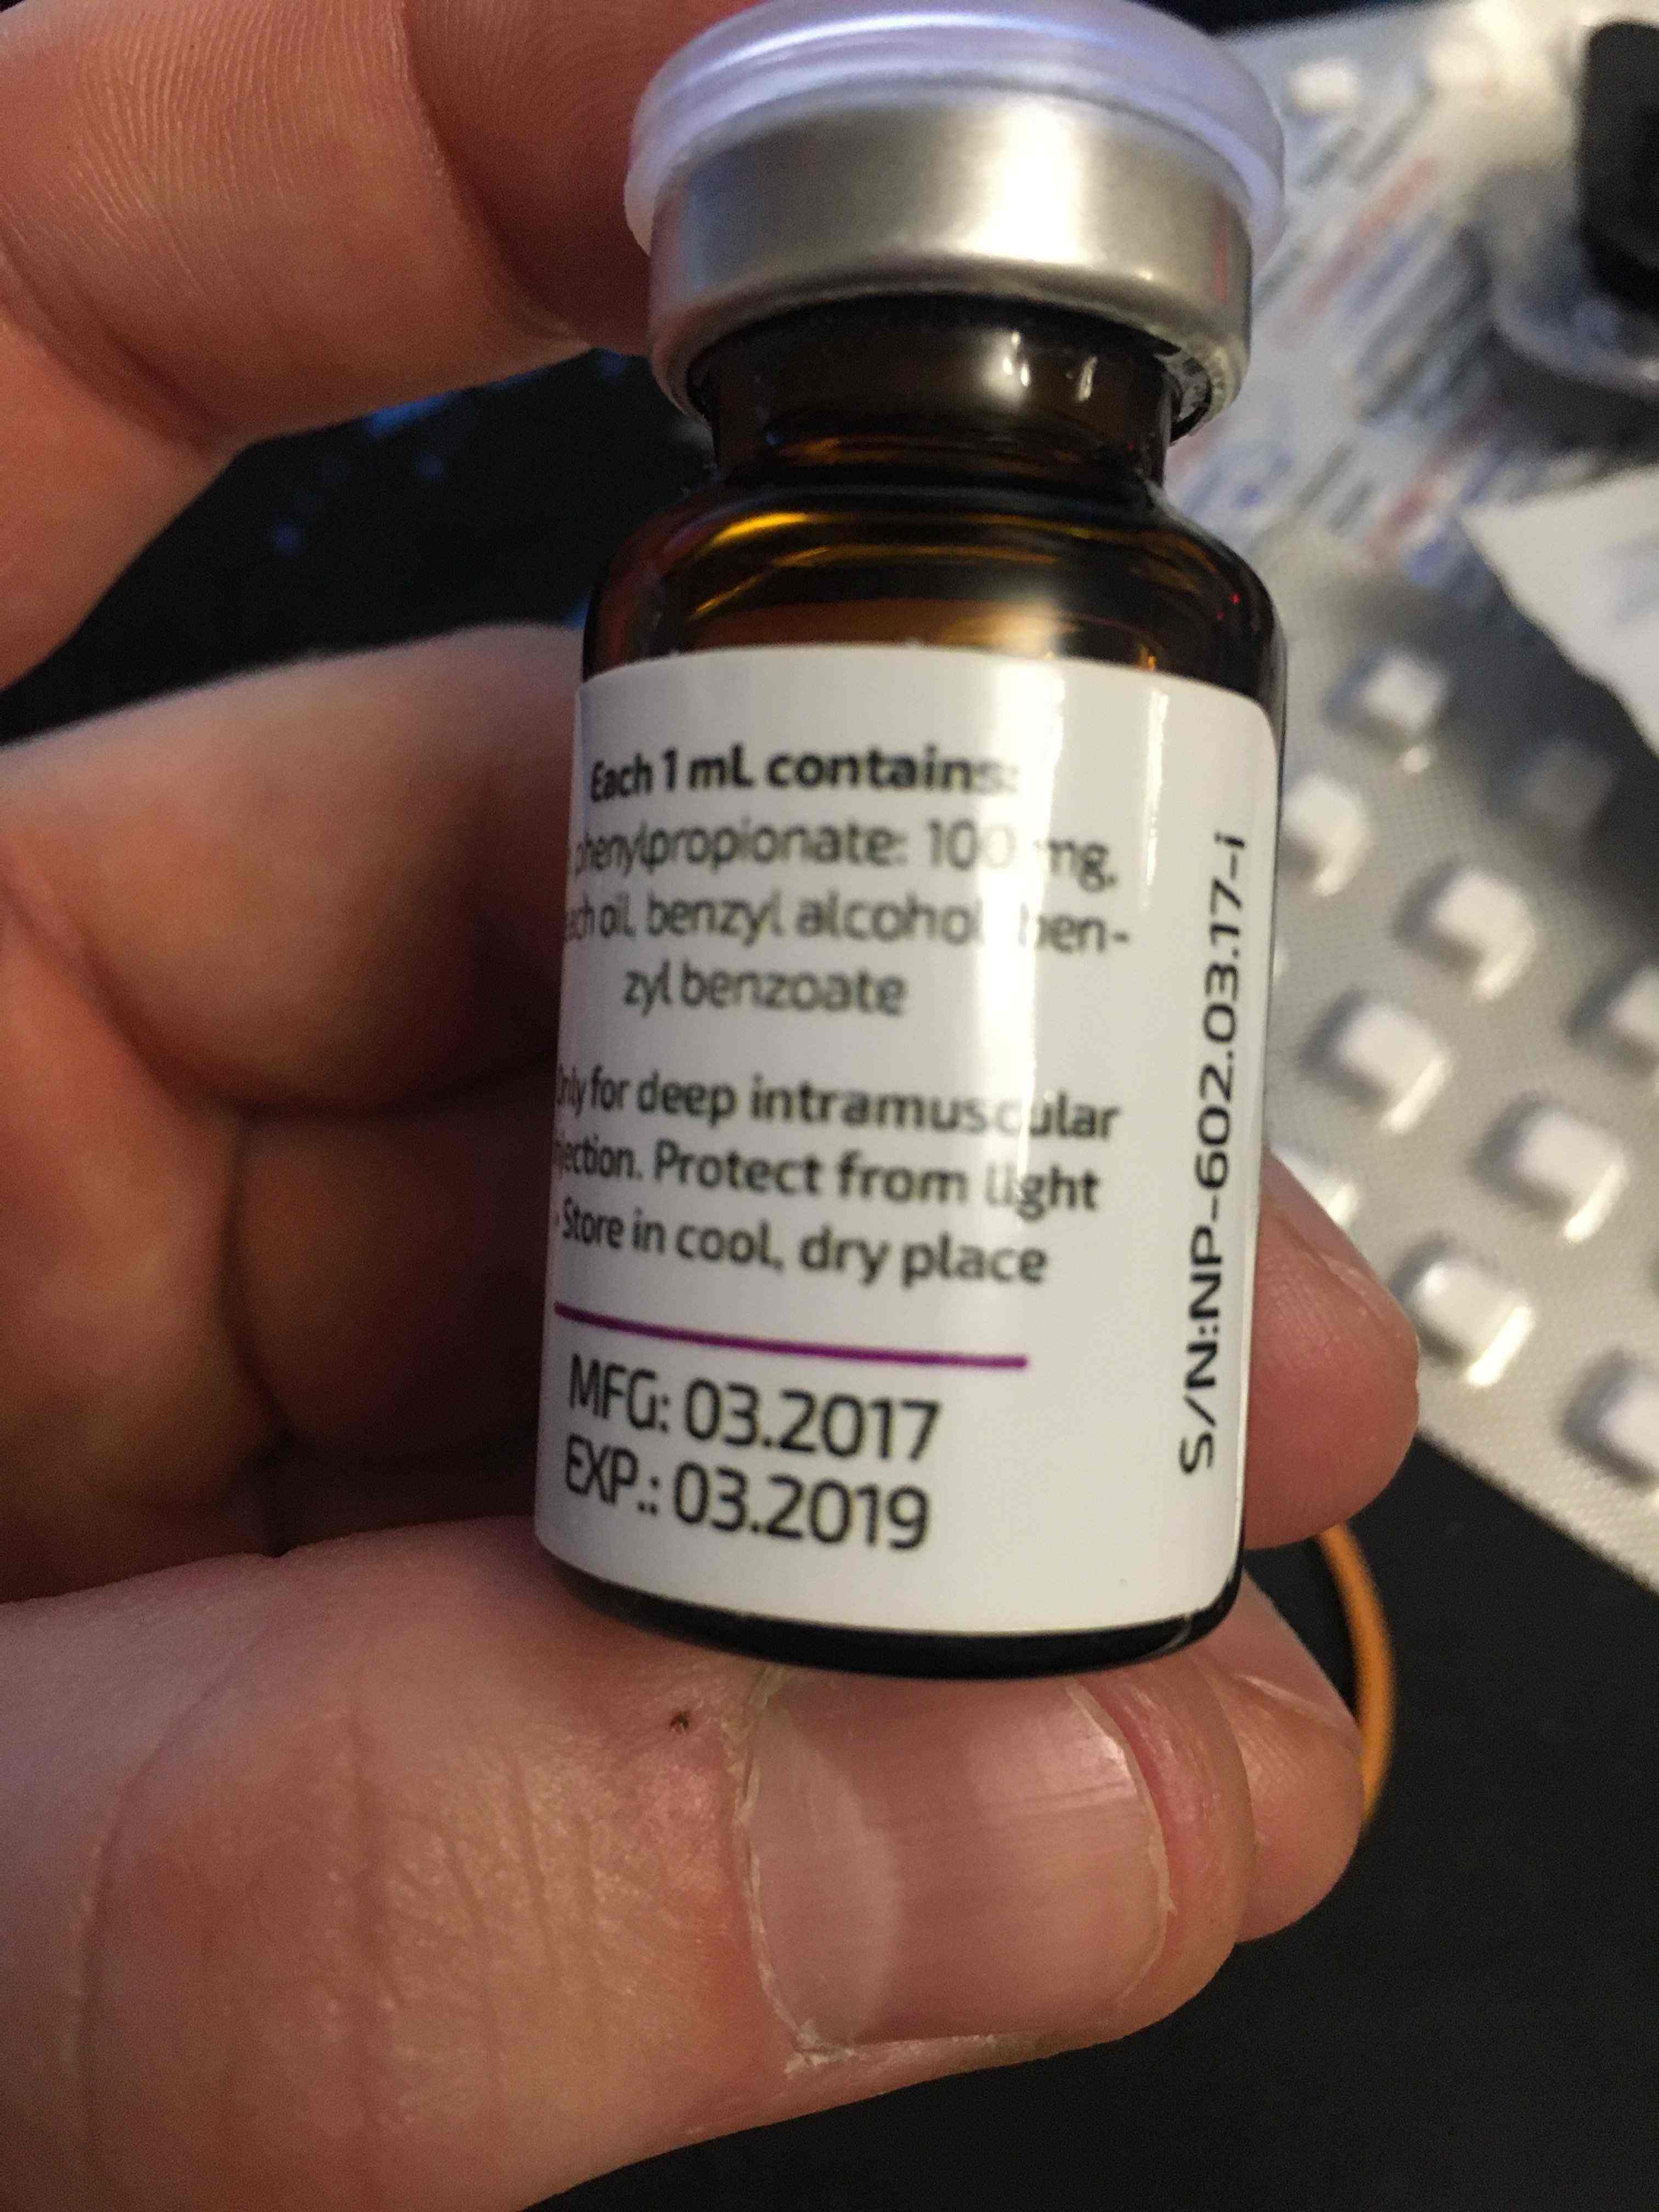 Each 1 mL contains:
phenylpropionate: 100 mg,
oil, benzyl alcohol ben-
zyl benzoate
Only for deep intramuscular
Protect from light
. Store in cool, dry place
MFG: 03.2017
EXP.: 03.2019
S/N:NP-602.03.17-i